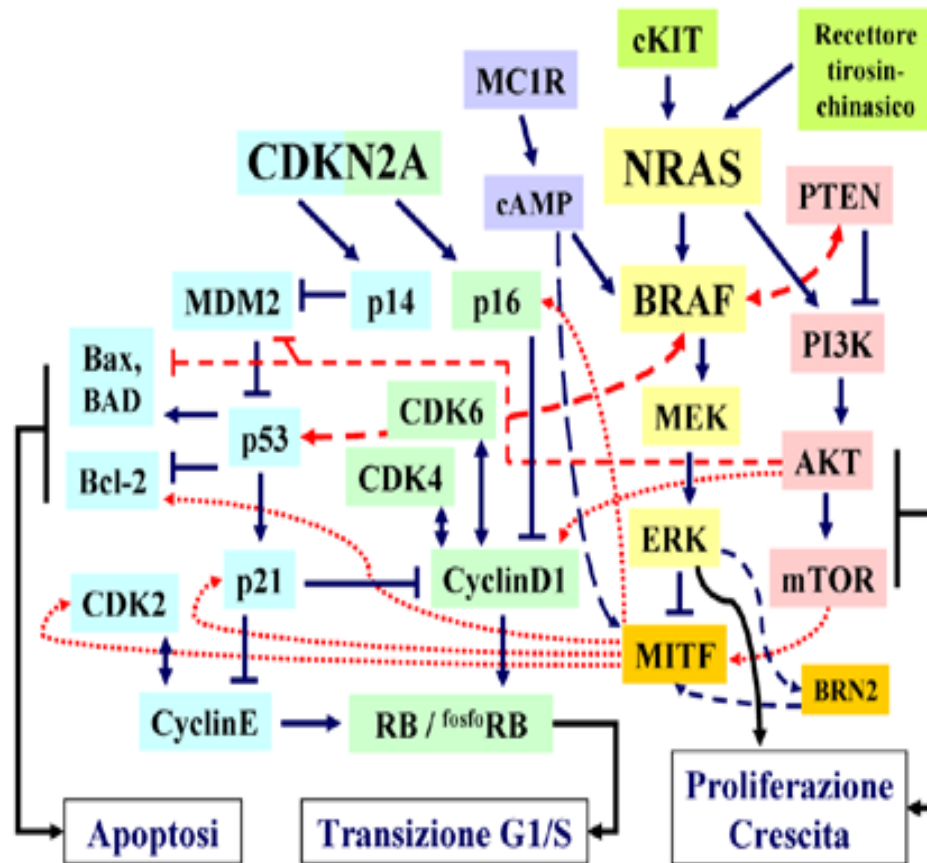 cKIT
Recettore
tirosin-
chinasico
MC1R
CDKN2A
NRAS
cAMP
PTEN
MDM2
p14
p16
BRAF
PI3K
Bax,
BAD
CDK6
MEK
p53
AKT
Bcl-2
CDK4
ERK
p21
CyclinD1
mTOR
CDK2
MITF
BRN2
CyclinE
RB / fosfoRB
Proliferazione
Crescita
Apoptosi
Transizione G1/S